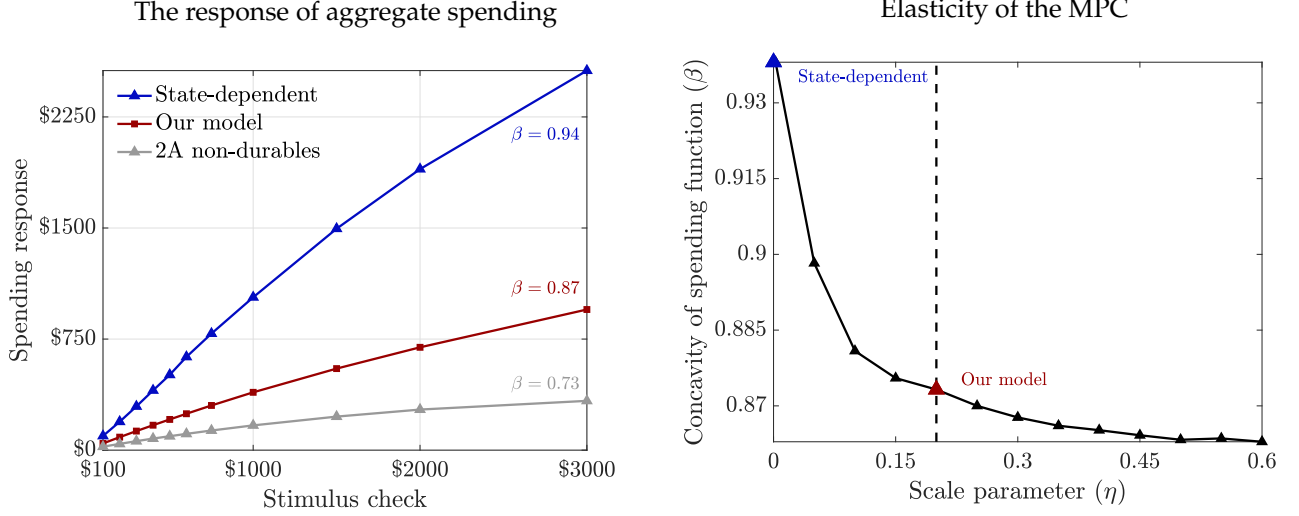 The response of aggregate spending
State-dependent
Our model
2A non-durables
β = 0.94
β = 0.87
β = 0.73
Spending response
$2250
$1500
$750
$0
$100
$1000
$2000
$3000
Stimulus check
Elasticity of the MPC
State-dependent
Our model
Concavity of spending function (β)
0.93
0.915
0.9
0.885
0.87
0
0.15
0.3
0.45
0.6
Scale parameter (η)